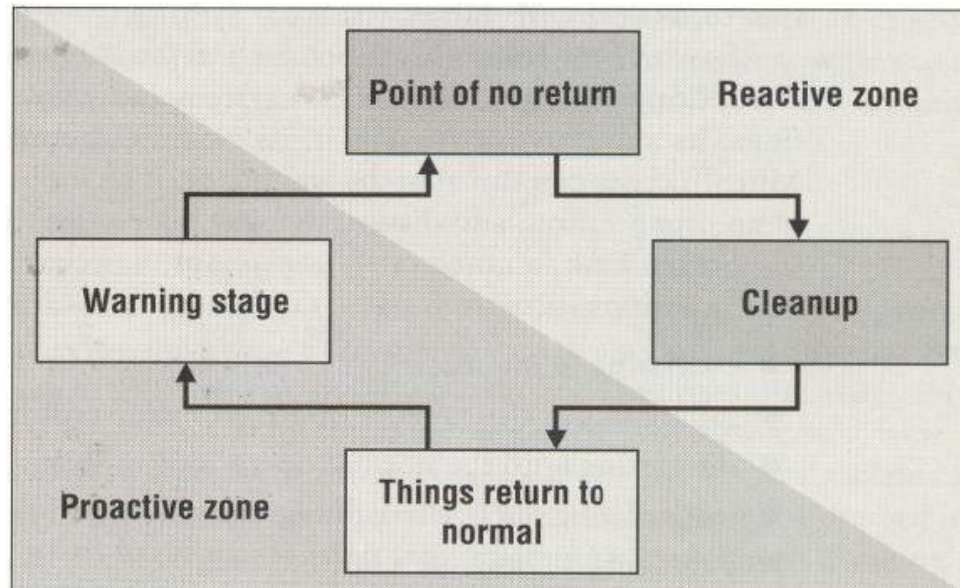 Point of no return
Reactive zone
Warning stage
Cleanup
Proactive zone
Things return to
normal